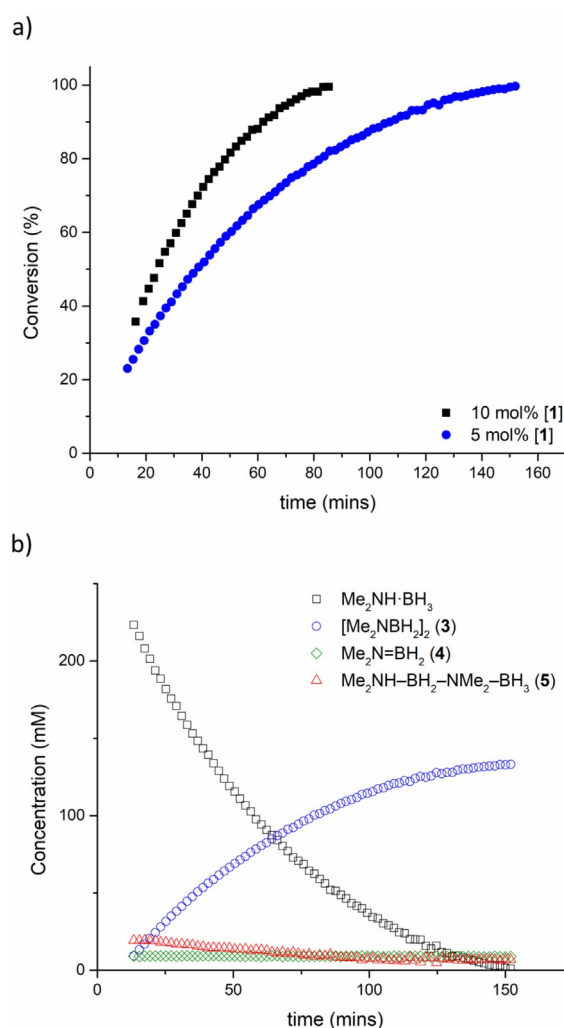 a)
100
80
60
40
20
0
Conversion (%)
0 20 40 60 80 100 120 140 160
time (mins)
10 mol% [1]
5 mol% [1]
b)
200
100
0
Concentration (mM)
0 50 100 150
time (mins)
Me₂NH·BH₃
[Me₂NBH₂]₂ (3)
Me₂N=BH₂ (4)
Me₂NH–BH₂–NMe₂–BH₃ (5)